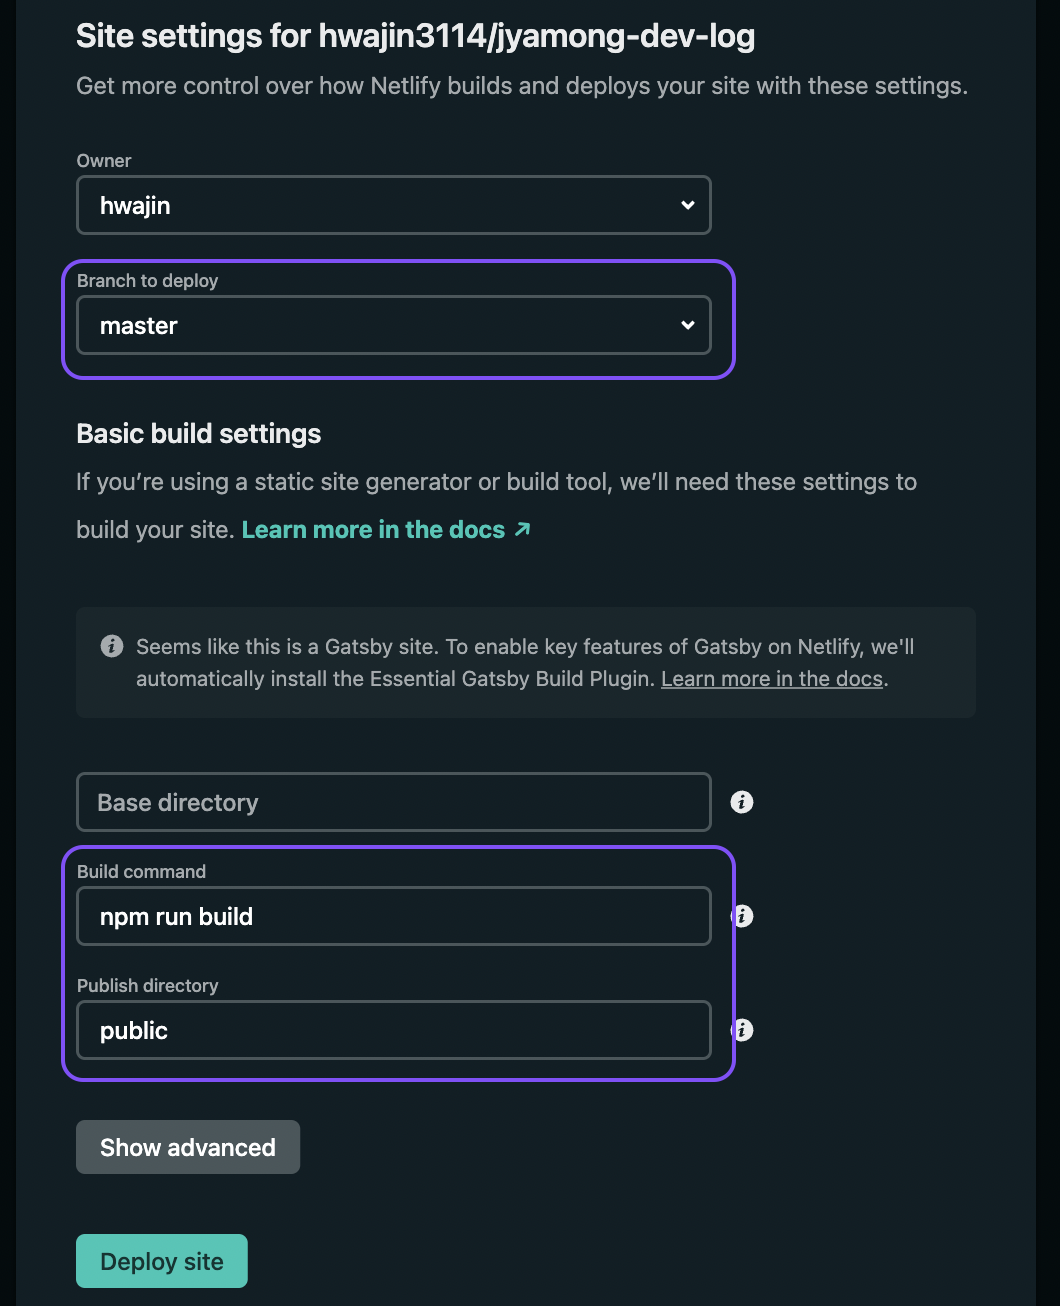 Site settings for hwajin3114/jyamong-dev-log
Get more control over how Netlify builds and deploys your site with these settings.
Owner
hwajin
Branch to deploy
master
Basic build settings
If you’re using a static site generator or build tool, we’ll need these settings to
build your site. Learn more in the docs ↗
Seems like this is a Gatsby site. To enable key features of Gatsby on Netlify, we'll
automatically install the Essential Gatsby Build Plugin. Learn more in the docs.
Base directory
Build command
npm run build
Publish directory
public
Show advanced
Deploy site